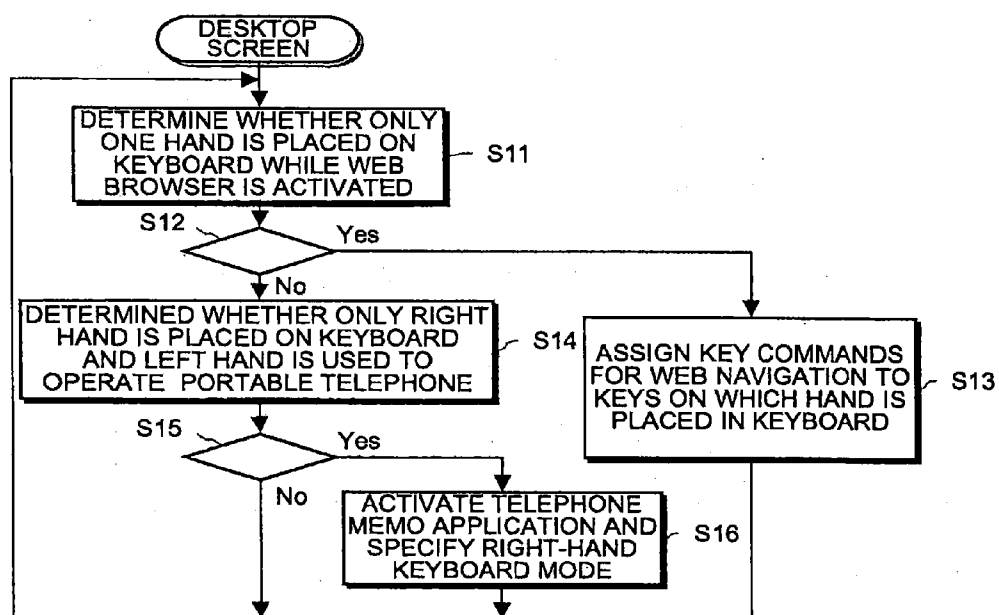 DESKTOP
SCREEN
DETERMINE WHETHER ONLY
ONE HAND IS PLACED ON
KEYBOARD WHILE WEB
BROWSER IS ACTIVATED
S11
S12
Yes
No
DETERMINED WHETHER ONLY RIGHT
HAND IS PLACED ON KEYBOARD
AND LEFT HAND IS USED TO
OPERATE PORTABLE TELEPHONE
S14
ASSIGN KEY COMMANDS
FOR WEB NAVIGATION TO
KEYS ON WHICH HAND IS
PLACED IN KEYBOARD
S13
S15
Yes
No
ACTIVATE TELEPHONE
MEMO APPLICATION AND
SPECIFY RIGHT-HAND
KEYBOARD MODE
S16